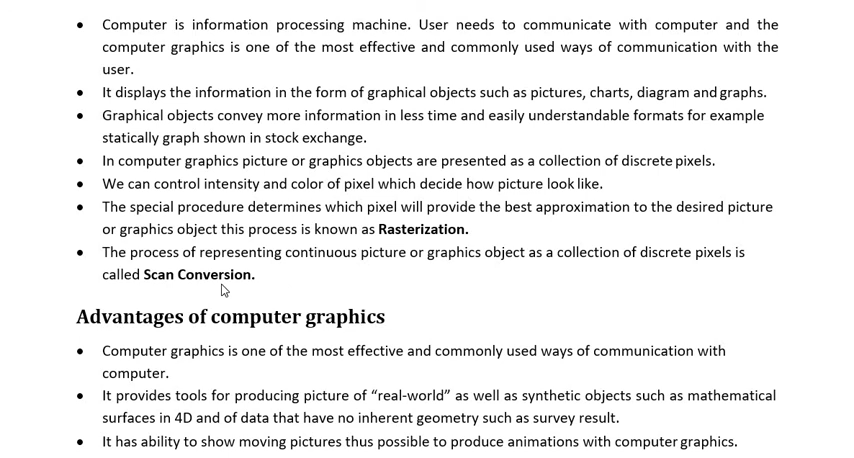 • Computer is information processing machine. User needs to communicate with computer and the
computer graphics is one of the most effective and commonly used ways of communication with the
user.
• It displays the information in the form of graphical objects such as pictures, charts, diagram and graphs.
• Graphical objects convey more information in less time and easily understandable formats for example
statically graph shown in stock exchange.
• In computer graphics picture or graphics objects are presented as a collection of discrete pixels.
• We can control intensity and color of pixel which decide how picture look like.
• The special procedure determines which pixel will provide the best approximation to the desired picture
or graphics object this process is known as Rasterization.
• The process of representing continuous picture or graphics object as a collection of discrete pixels is
called Scan Conversion.
Advantages of computer graphics
• Computer graphics is one of the most effective and commonly used ways of communication with
computer.
• It provides tools for producing picture of “real-world” as well as synthetic objects such as mathematical
surfaces in 4D and of data that have no inherent geometry such as survey result.
• It has ability to show moving pictures thus possible to produce animations with computer graphics.